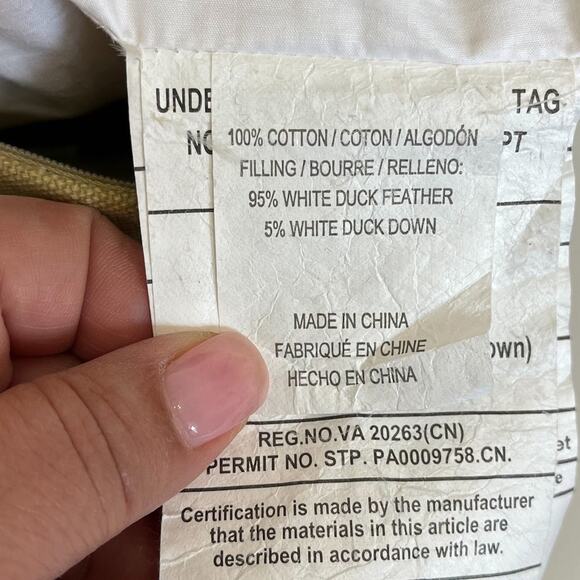 UNDE TAG
NO PT
100% COTTON / COTON / ALGODÓN
FILLING / BOURRE / RELLENO:
95% WHITE DUCK FEATHER
5% WHITE DUCK DOWN
MADE IN CHINA
FABRIQUÉ EN CHINE
own)
HECHO EN CHINA
REG.NO.VA 20263(CN)
PERMIT NO. STP. PA0009758.CN.
Certification is made by the manufacturer
that the materials in this article are
described in accordance with law.